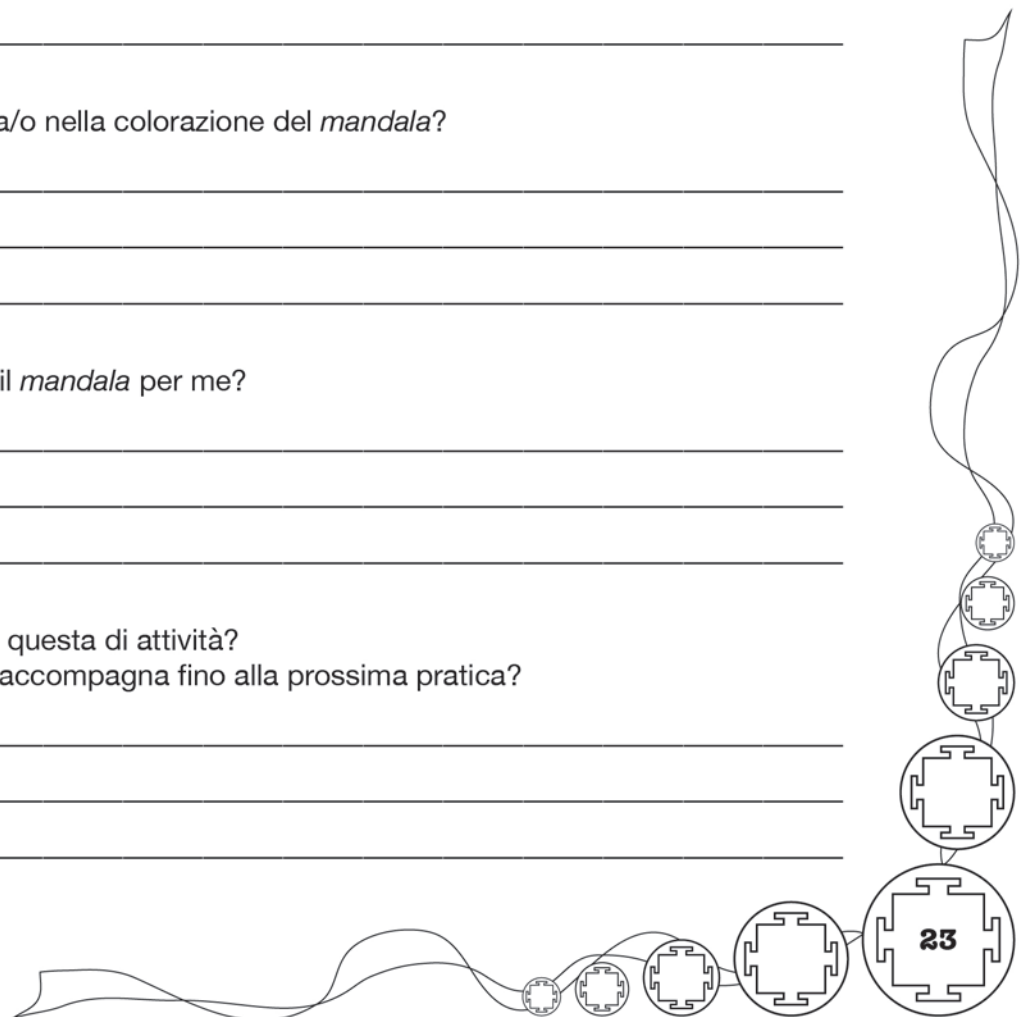 a/o nella colorazione del mandala?
il mandala per me?
questa di attività?
accompagna fino alla prossima pratica?
23